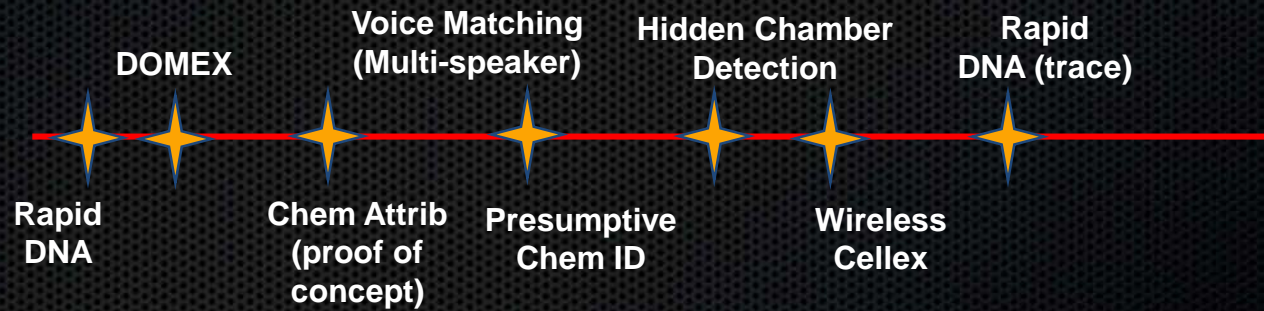 DOMEX
Voice Matching
(Multi-speaker)
Hidden Chamber
Detection
Rapid
DNA (trace)
Rapid
DNA
Chem Attrib
(proof of
concept)
Presumptive
Chem ID
Wireless
Cellex